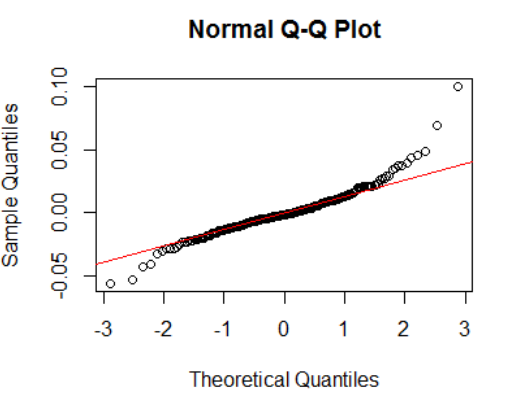 Normal Q-Q Plot
Sample Quantiles
0.10
0.05
0.00
-0.05
-3 -2 -1 0 1 2 3
Theoretical Quantiles